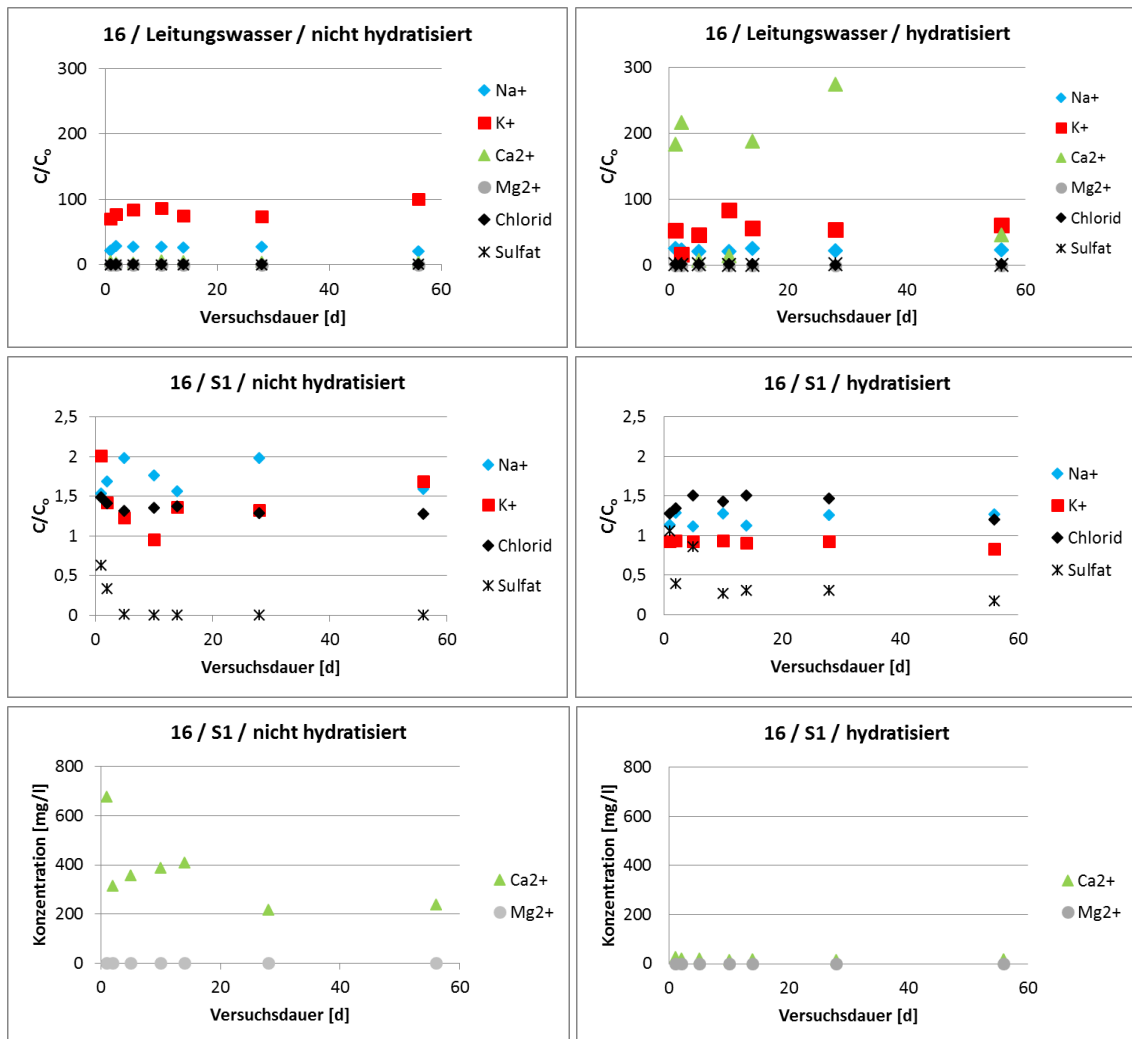 16 / Leitungswasser / nicht hydratisiert
300
200
100
0
0
20
40
60
C/Co
Versuchsdauer [d]
Na+
K+
Ca2+
Mg2+
Chlorid
Sulfat
16 / Leitungswasser / hydratisiert
300
200
100
0
0
20
40
60
C/Co
Versuchsdauer [d]
Na+
K+
Ca2+
Mg2+
Chlorid
Sulfat
16 / S1 / nicht hydratisiert
2,5
2
1,5
1
0,5
0
0
20
40
60
C/Co
Versuchsdauer [d]
Na+
K+
Chlorid
Sulfat
16 / S1 / hydratisiert
2,5
2
1,5
1
0,5
0
0
20
40
60
C/Co
Versuchsdauer [d]
Na+
K+
Chlorid
Sulfat
16 / S1 / nicht hydratisiert
800
600
400
200
0
0
20
40
60
Konzentration [mg/l]
Versuchsdauer [d]
Ca2+
Mg2+
16 / S1 / hydratisiert
800
600
400
200
0
0
20
40
60
Konzentration [mg/l]
Versuchsdauer [d]
Ca2+
Mg2+